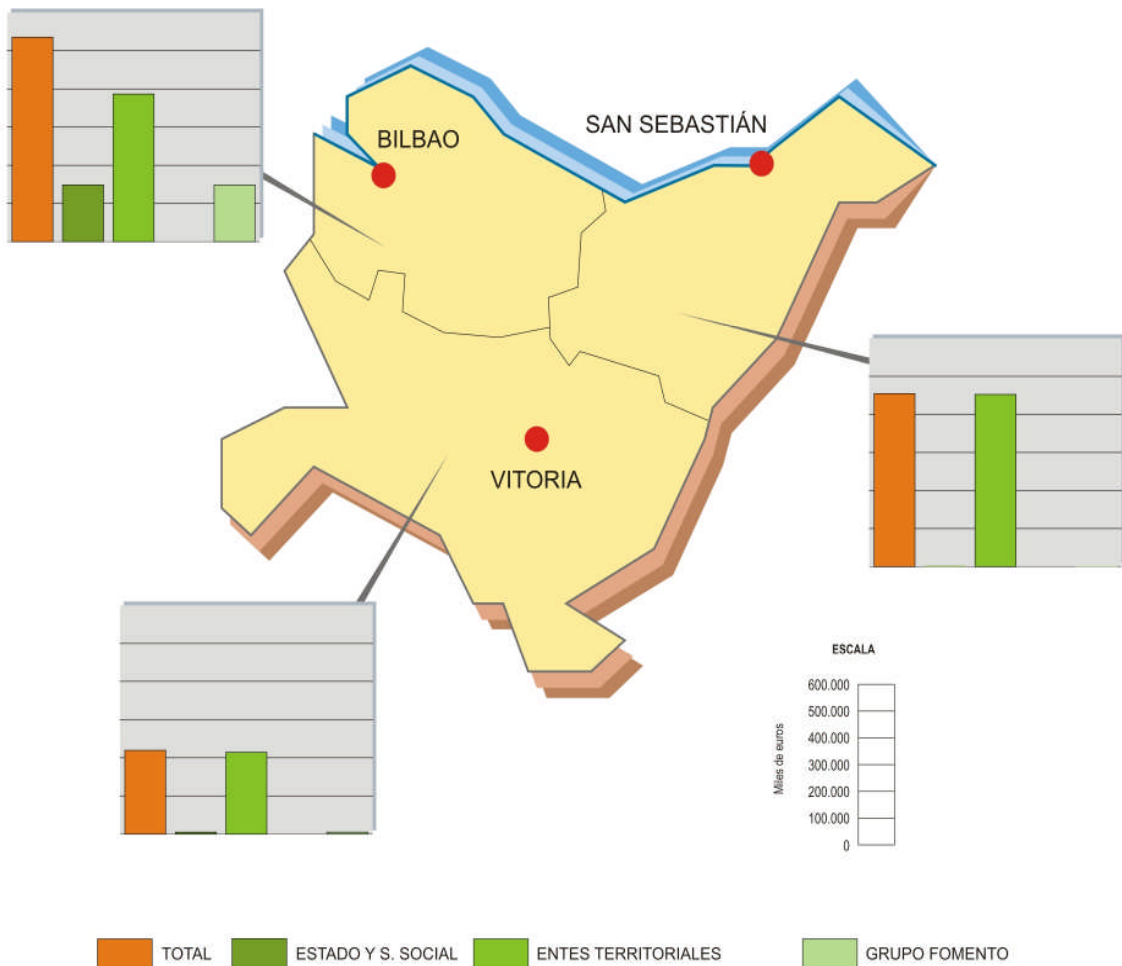 BILBAO
SAN SEBASTIÁN
VITORIA
ESCALA
Miles de euros
600.000
500.000
400.000
300.000
200.000
100.000
0
TOTAL
ESTADO Y S. SOCIAL
ENTES TERRITORIALES
GRUPO FOMENTO